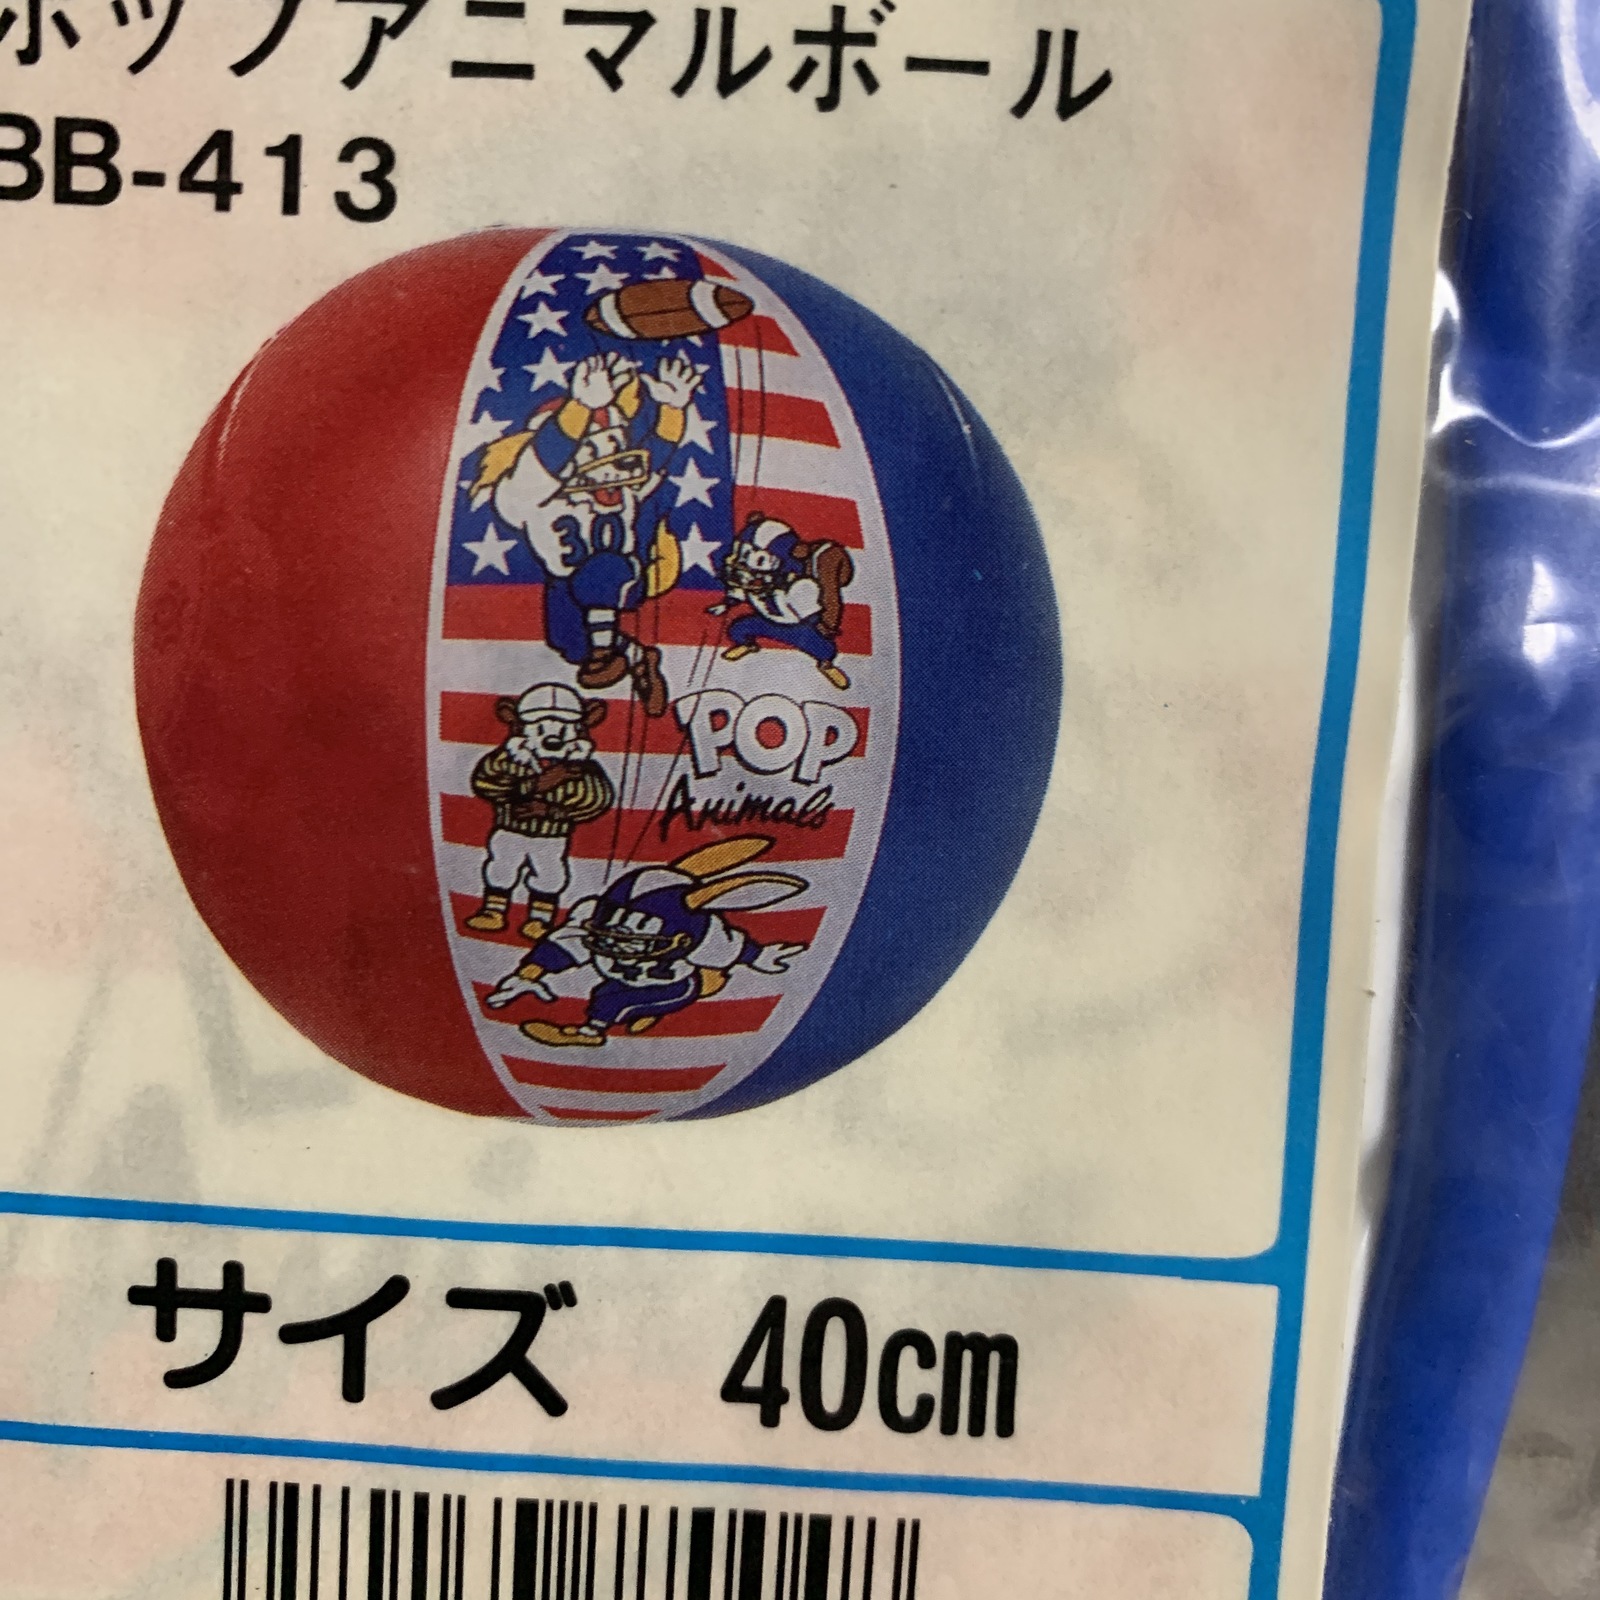 ポップアニマルボール
BB-413
30
POP
Animals
サイズ 40cm